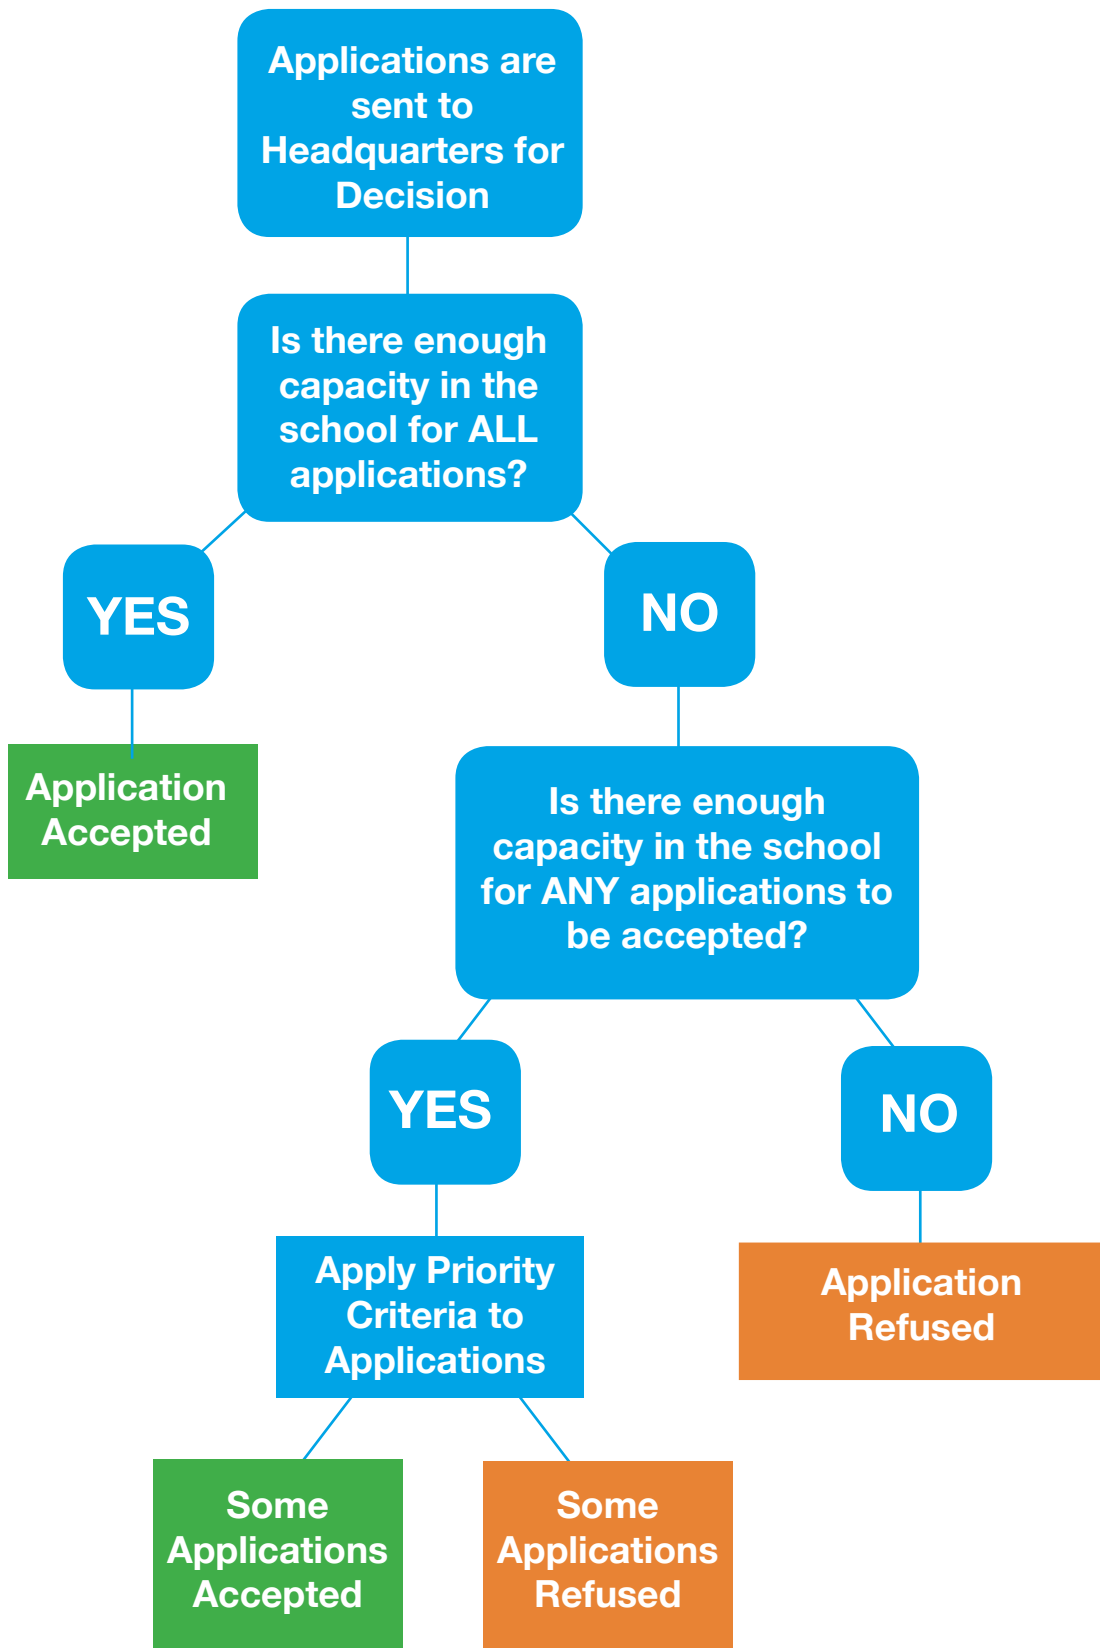 Applications are
sent to
Headquarters for
Decision
Is there enough
capacity in the
school for ALL
applications?
YES
NO
Application
Accepted
Is there enough
capacity in the school
for ANY applications to
be accepted?
YES
NO
Apply Priority
Criteria to
Applications
Application
Refused
Some
Applications
Accepted
Some
Applications
Refused